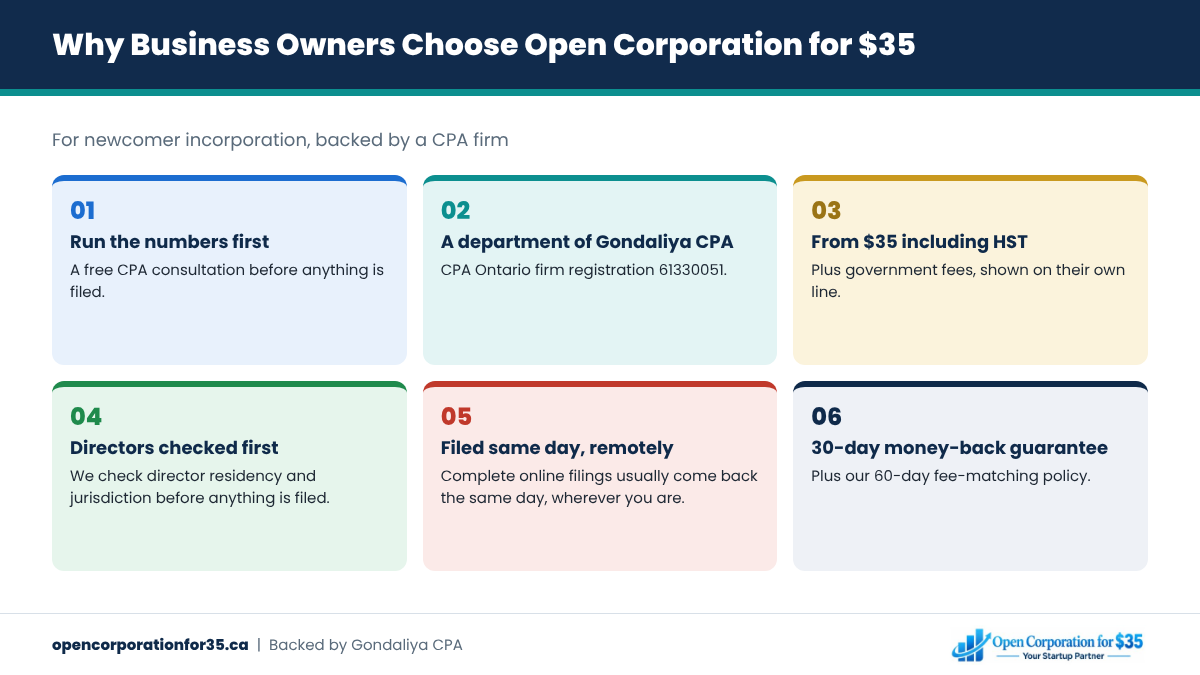 Why Business Owners Choose Open Corporation for $35
For newcomer incorporation, backed by a CPA firm
01
Run the numbers first
A free CPA consultation before anything is
filed.
02
A department of Gondaliya CPA
CPA Ontario firm registration 61330051.
03
From $35 including HST
Plus government fees, shown on their own
line.
04
Directors checked first
We check director residency and
jurisdiction before anything is filed.
05
Filed same day, remotely
Complete online filings usually come back
the same day, wherever you are.
06
30-day money-back guarantee
Plus our 60-day fee-matching policy.
opencorporationfor35.ca | Backed by Gondaliya CPA
Open Corporation for $35
Your Startup Partner